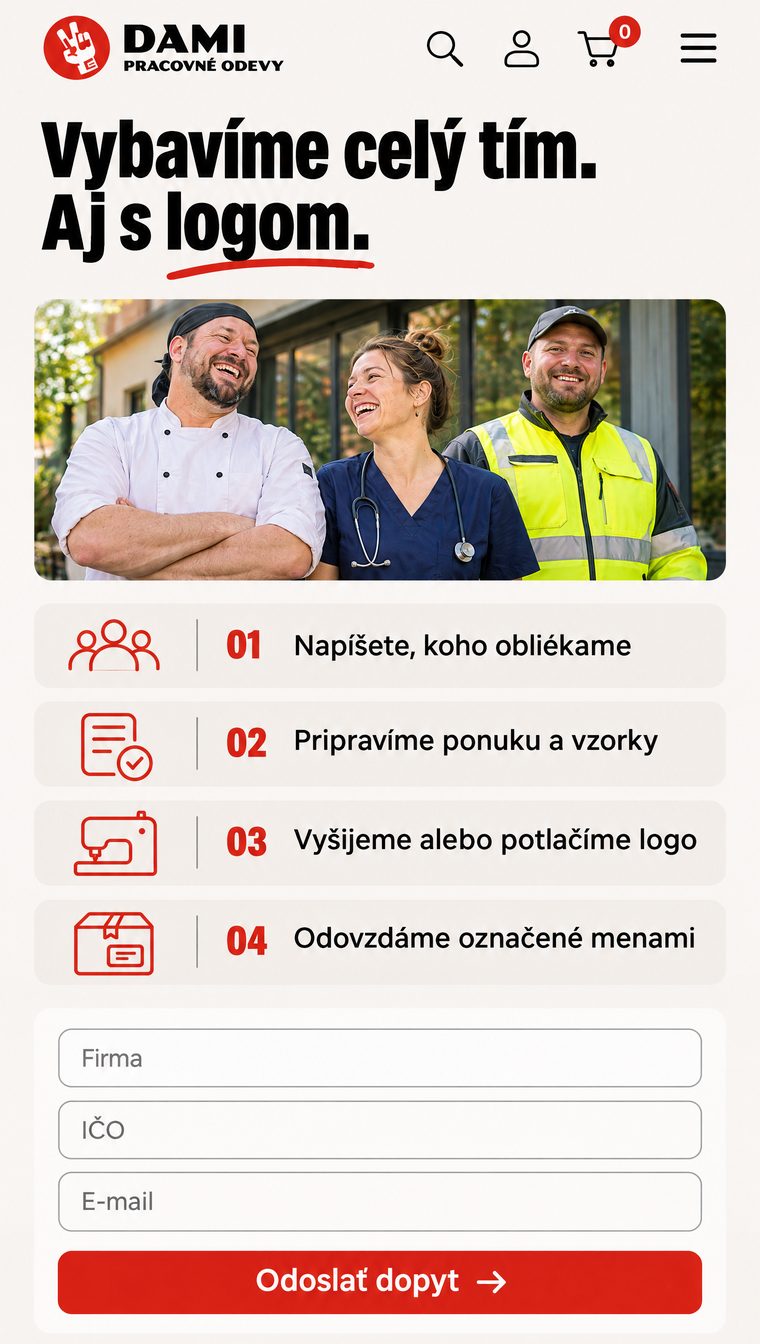 DAMI
PRACOVNÉ ODEVY
0
Vybavíme celý tím.
Aj s logom.
01 Napíšete, koho obliékame
02 Pripravíme ponuku a vzorky
03 Vyšijeme alebo potlačíme logo
04 Odovzdáme označené menami
Firma
IČO
E-mail
Odoslať dopyt →